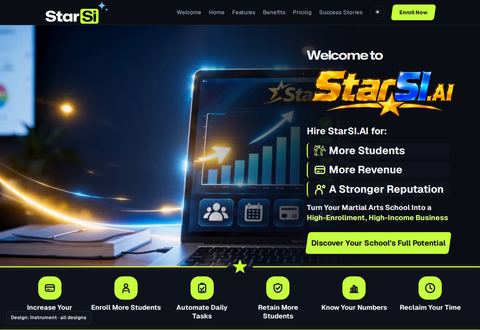 StarSi
Welcome Home Features Benefits Pricing Success Stories
Enroll Now
Welcome to
StarSI.AI
Hire StarSI.AI for:
More Students
More Revenue
A Stronger Reputation
Turn Your Martial Arts School Into a
High-Enrollment, High-Income Business
Discover Your School's Full Potential
Increase Your
Enroll More Students
Automate Daily
Tasks
Retain More
Students
Know Your Numbers
Reclaim Your Time
Design: Instrument · all designs